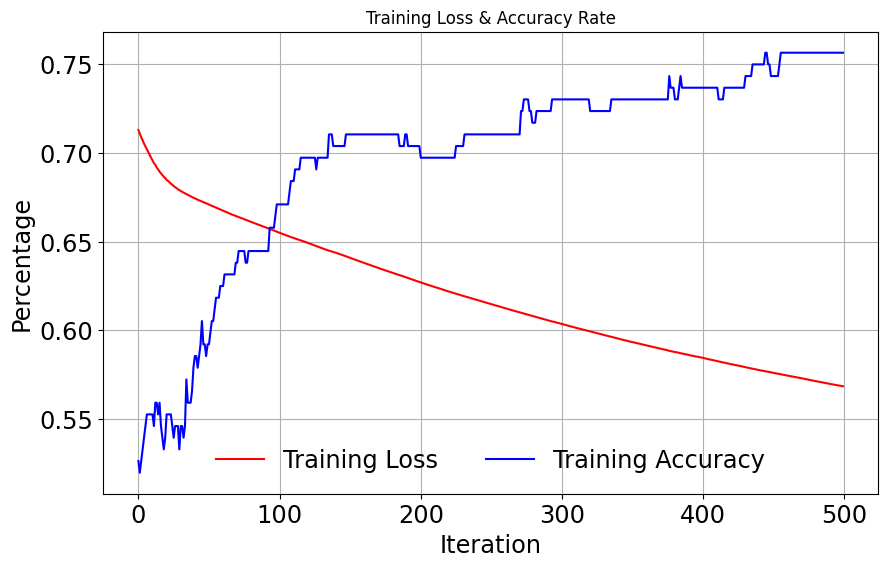 Training Loss & Accuracy Rate
0.75
0.70
0.65
0.60
0.55
Percentage
Training Loss
Training Accuracy
0 100 200 300 400 500
Iteration